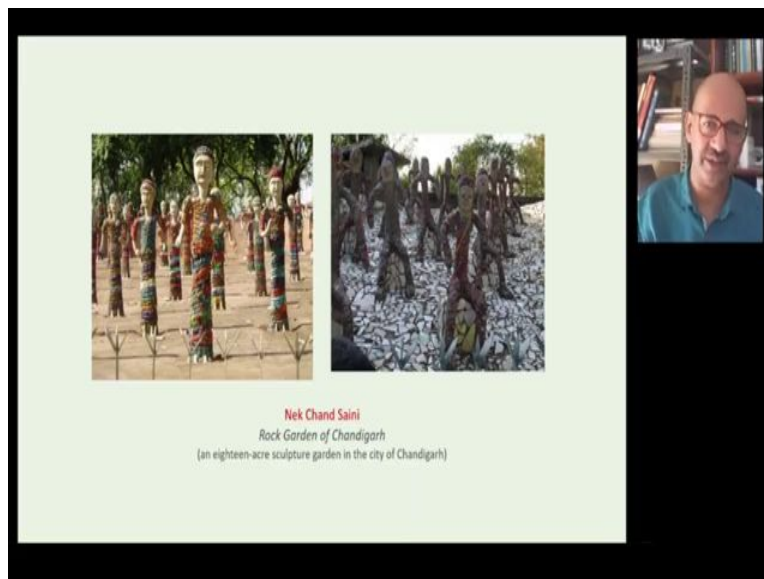 Nek Chand Saini
Rock Garden of Chandigarh
(an eighteen-acre sculpture garden in the city of Chandigarh)